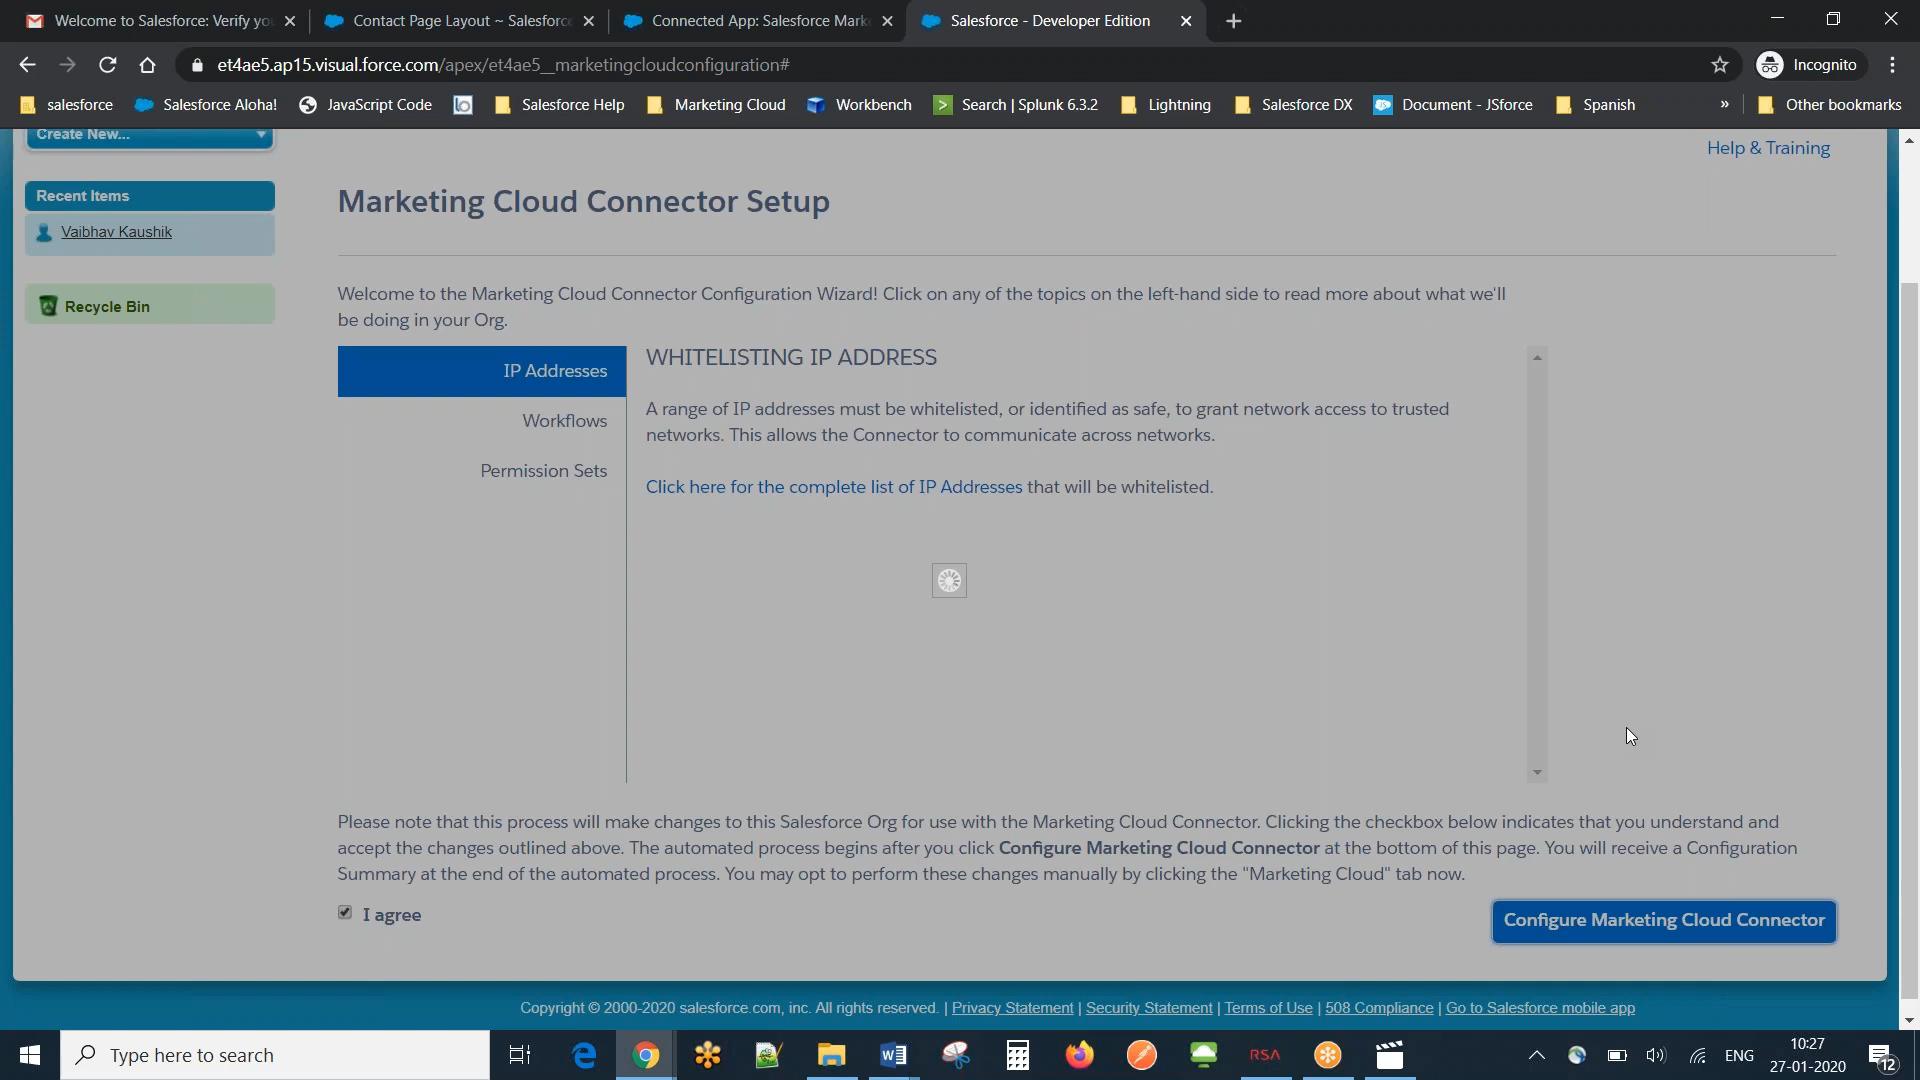 Welcome to Salesforce: Verify yo
Contact Page Layout ~ Salesforce
Connected App: Salesforce Mark
Salesforce - Developer Edition
et4ae5.ap15.visual.force.com/apex/et4ae5__marketingcloudconfiguration#
Incognito
salesforce
Salesforce Aloha!
JavaScript Code
Salesforce Help
Marketing Cloud
Workbench
Search | Splunk 6.3.2
Lightning
Salesforce DX
Document - JSforce
Spanish
»
Other bookmarks
Create New...
Help & Training
Recent Items
Vaibhav Kaushik
Recycle Bin
Marketing Cloud Connector Setup
Welcome to the Marketing Cloud Connector Configuration Wizard! Click on any of the topics on the left-hand side to read more about what we'll
be doing in your Org.
IP Addresses
Workflows
Permission Sets
WHITELISTING IP ADDRESS
A range of IP addresses must be whitelisted, or identified as safe, to grant network access to trusted
networks. This allows the Connector to communicate across networks.
Click here for the complete list of IP Addresses that will be whitelisted.
Please note that this process will make changes to this Salesforce Org for use with the Marketing Cloud Connector. Clicking the checkbox below indicates that you understand and
accept the changes outlined above. The automated process begins after you click Configure Marketing Cloud Connector at the bottom of this page. You will receive a Configuration
Summary at the end of the automated process. You may opt to perform these changes manually by clicking the "Marketing Cloud" tab now.
I agree
Configure Marketing Cloud Connector
Copyright © 2000-2020 salesforce.com, inc. All rights reserved. | Privacy Statement | Security Statement | Terms of Use | 508 Compliance | Go to Salesforce mobile app
Type here to search
RSA
ENG
10:27
27-01-2020
12